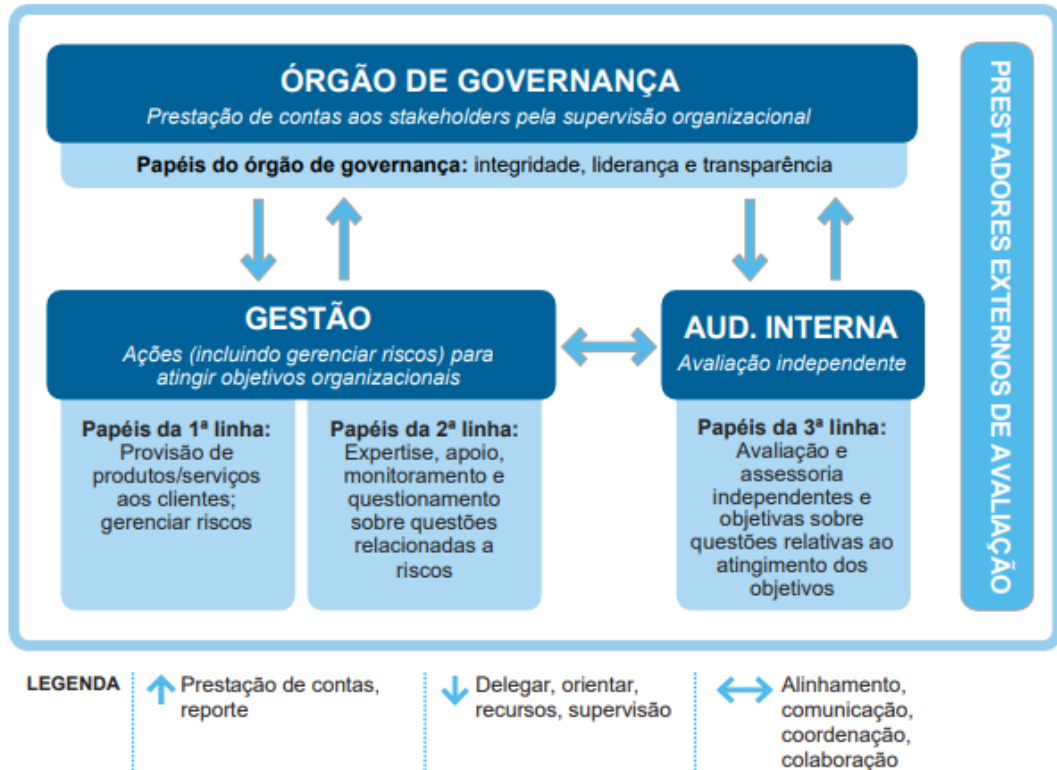 ÓRGÃO DE GOVERNANÇA
Prestação de contas aos stakeholders pela supervisão organizacional
Papéis do órgão de governança: integridade, liderança e transparência
GESTÃO
Ações (incluindo gerenciar riscos) para
atingir objetivos organizacionais
Papéis da 1ª linha:
Provisão de
produtos/serviços
aos clientes;
gerenciar riscos
Papéis da 2ª linha:
Expertise, apoio,
monitoramento e
questionamento
sobre questões
relacionadas a
riscos
AUD. INTERNA
Avaliação independente
Papéis da 3ª linha:
Avaliação e
assessoria
independentes e
objetivas sobre
questões relativas ao
atingimento dos
objetivos
PRESTADORES EXTERNOS DE AVALIAÇÃO
LEGENDA
Prestação de contas,
reporte
Delegar, orientar,
recursos, supervisão
Alinhamento,
comunicação,
coordenação,
colaboração